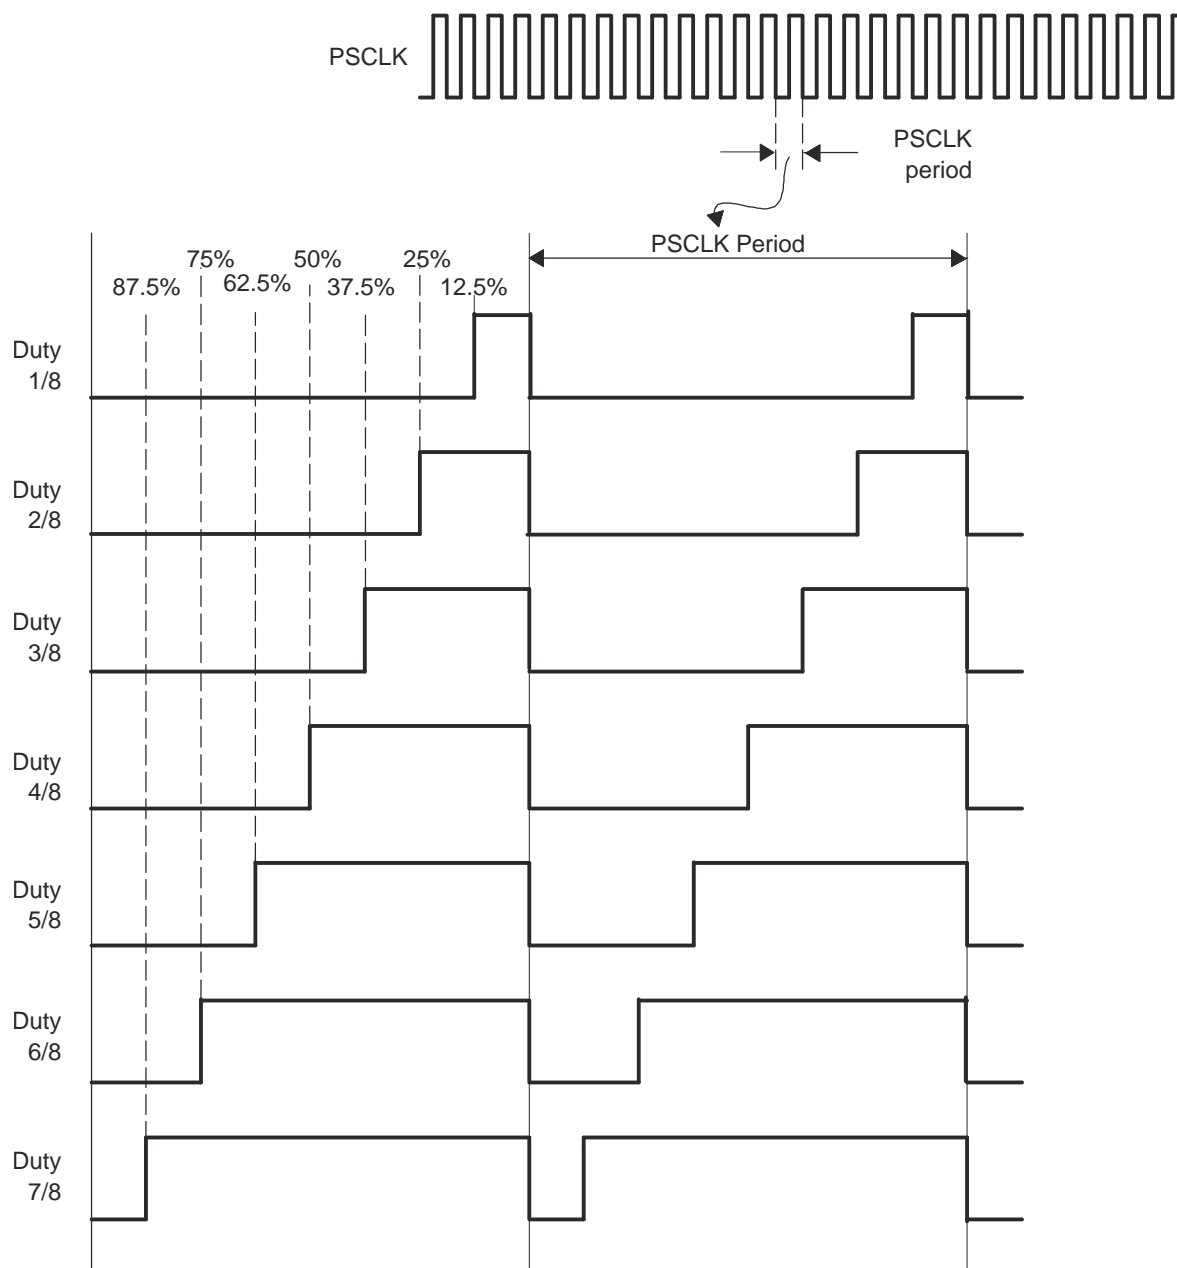 PSCLK
PSCLK
period
PSCLK Period
75%
50%
25%
87.5%
62.5%
37.5%
12.5%
Duty
1/8
Duty
2/8
Duty
3/8
Duty
4/8
Duty
5/8
Duty
6/8
Duty
7/8